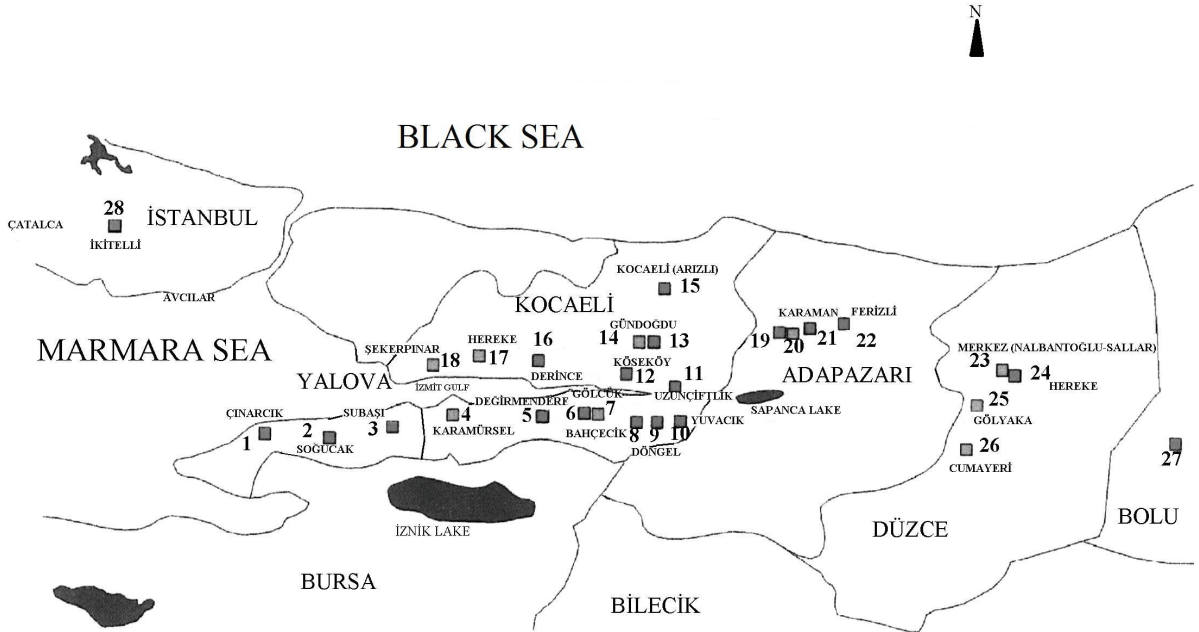 N
BLACK SEA
28
İSTANBUL
ÇATALCA
İKİTELLİ
AVCILAR
KOCAELİ (ARIZLI)
15
KOCAELİ
GÜNDOĞDU
14
13
KARAMAN
FERİZLİ
19
20
21
22
MARMARA SEA
ŞEKERPINAR
18
HEREKE
17
16
DERİNCE
KÖSEKÖY
12
11
UZUNÇİFTLİK
ADAPAZARI
SAPANCA LAKE
MERKEZ (NALBANTOĞLU-SALLAR)
23
24
HEREKE
25
GÖLYAKA
26
CUMAYERİ
27
YALOVA
İZMİT GULF
ÇINARCIK
1
2
SOĞUCAK
SUBAŞI
3
4
KARAMÜRSEL
DEĞİRMENDERE
5
GÖLCÜK
6
7
BAHÇECİK
8
9
10
YUVACIK
DÖNGEL
İZNİK LAKE
DÜZCE
BOLU
BURSA
BİLECİK